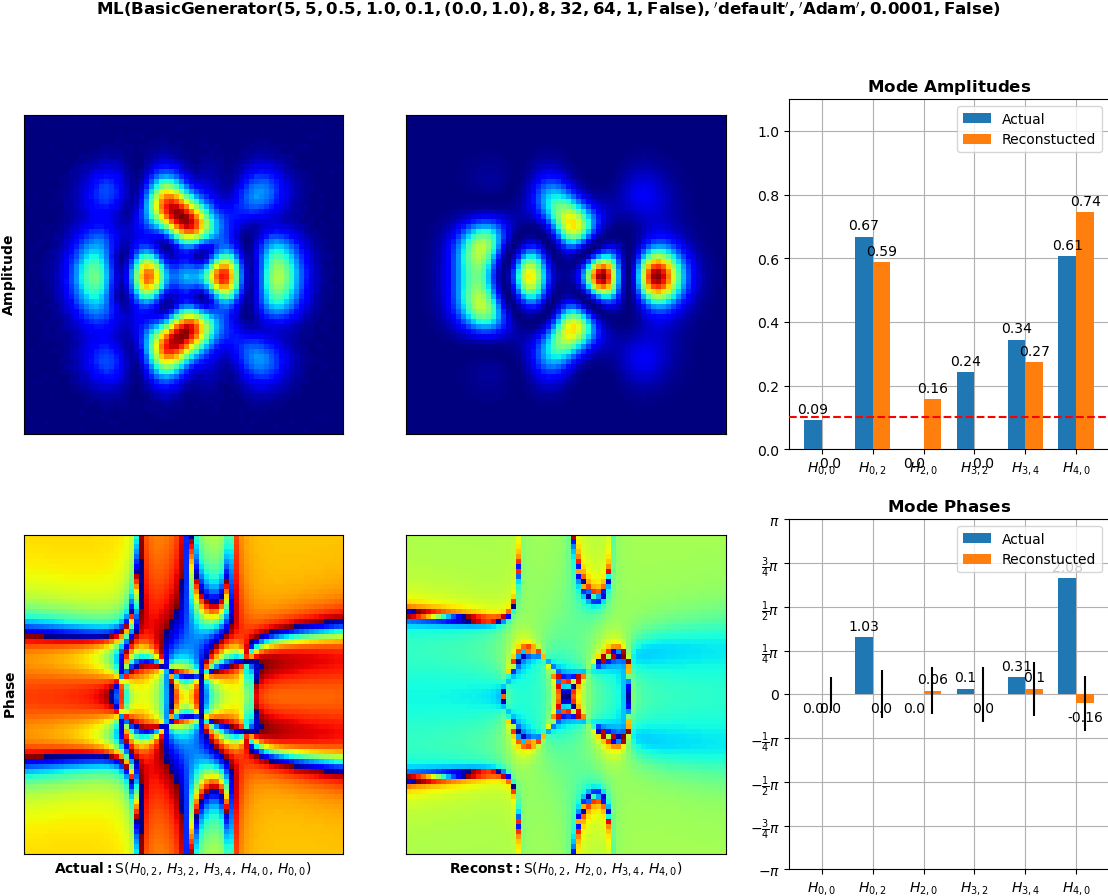 ML(BasicGenerator(5, 5, 0.5, 1.0, 0.1, (0.0, 1.0), 8, 32, 64, 1, False), 'default', 'Adam', 0.0001, False)
Mode Amplitudes
Actual
Reconstucted
1.0
0.8
0.6
0.4
0.2
0.0
0.09
0.0
0.67
0.59
0.0
0.16
0.24
0.0
0.34
0.27
0.61
0.74
H0,0
H0,2
H2,0
H3,2
H3,4
H4,0
Amplitude
Mode Phases
Actual
Reconstucted
π
3/4π
1/2π
1/4π
0
−1/4π
−1/2π
−3/4π
−π
0.0
0.0
1.03
0.0
0.0
0.06
0.1
0.0
0.31
0.1
2.08
-0.16
H0,0
H0,2
H2,0
H3,2
H3,4
H4,0
Phase
Actual: S(H0,2, H3,2, H3,4, H4,0, H0,0)
Reconst: S(H0,2, H2,0, H3,4, H4,0)